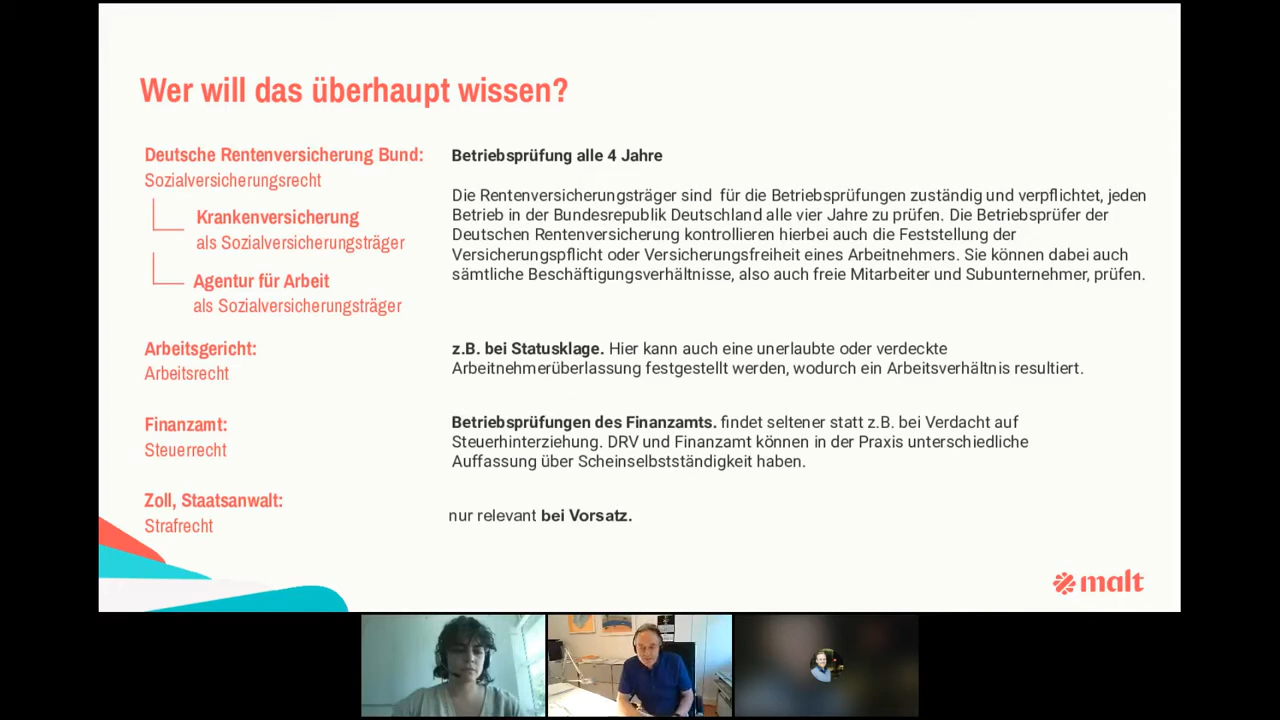 Wer will das überhaupt wissen?
Deutsche Rentenversicherung Bund:
Sozialversicherungsrecht
Krankenversicherung
als Sozialversicherungsträger
Agentur für Arbeit
als Sozialversicherungsträger
Betriebsprüfung alle 4 Jahre
Die Rentenversicherungsträger sind für die Betriebsprüfungen zuständig und verpflichtet, jeden
Betrieb in der Bundesrepublik Deutschland alle vier Jahre zu prüfen. Die Betriebsprüfer der
Deutschen Rentenversicherung kontrollieren hierbei auch die Feststellung der
Versicherungspflicht oder Versicherungsfreiheit eines Arbeitnehmers. Sie können dabei auch
sämtliche Beschäftigungsverhältnisse, also auch freie Mitarbeiter und Subunternehmer, prüfen.
Arbeitsgericht:
Arbeitsrecht
z.B. bei Statusklage. Hier kann auch eine unerlaubte oder verdeckte
Arbeitnehmerüberlassung festgestellt werden, wodurch ein Arbeitsverhältnis resultiert.
Finanzamt:
Steuerrecht
Betriebsprüfungen des Finanzamts. findet seltener statt z.B. bei Verdacht auf
Steuerhinterziehung. DRV und Finanzamt können in der Praxis unterschiedliche
Auffassung über Scheinselbstständigkeit haben.
Zoll, Staatsanwalt:
Strafrecht
nur relevant bei Vorsatz.
malt